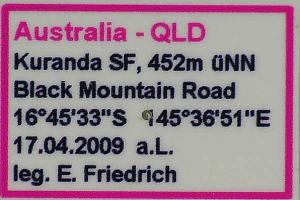 Australia - QLD
Kuranda SF, 452m üNN
Black Mountain Road
16°45'33"S 145°36'51"E
17.04.2009 a.L.
leg. E. Friedrich